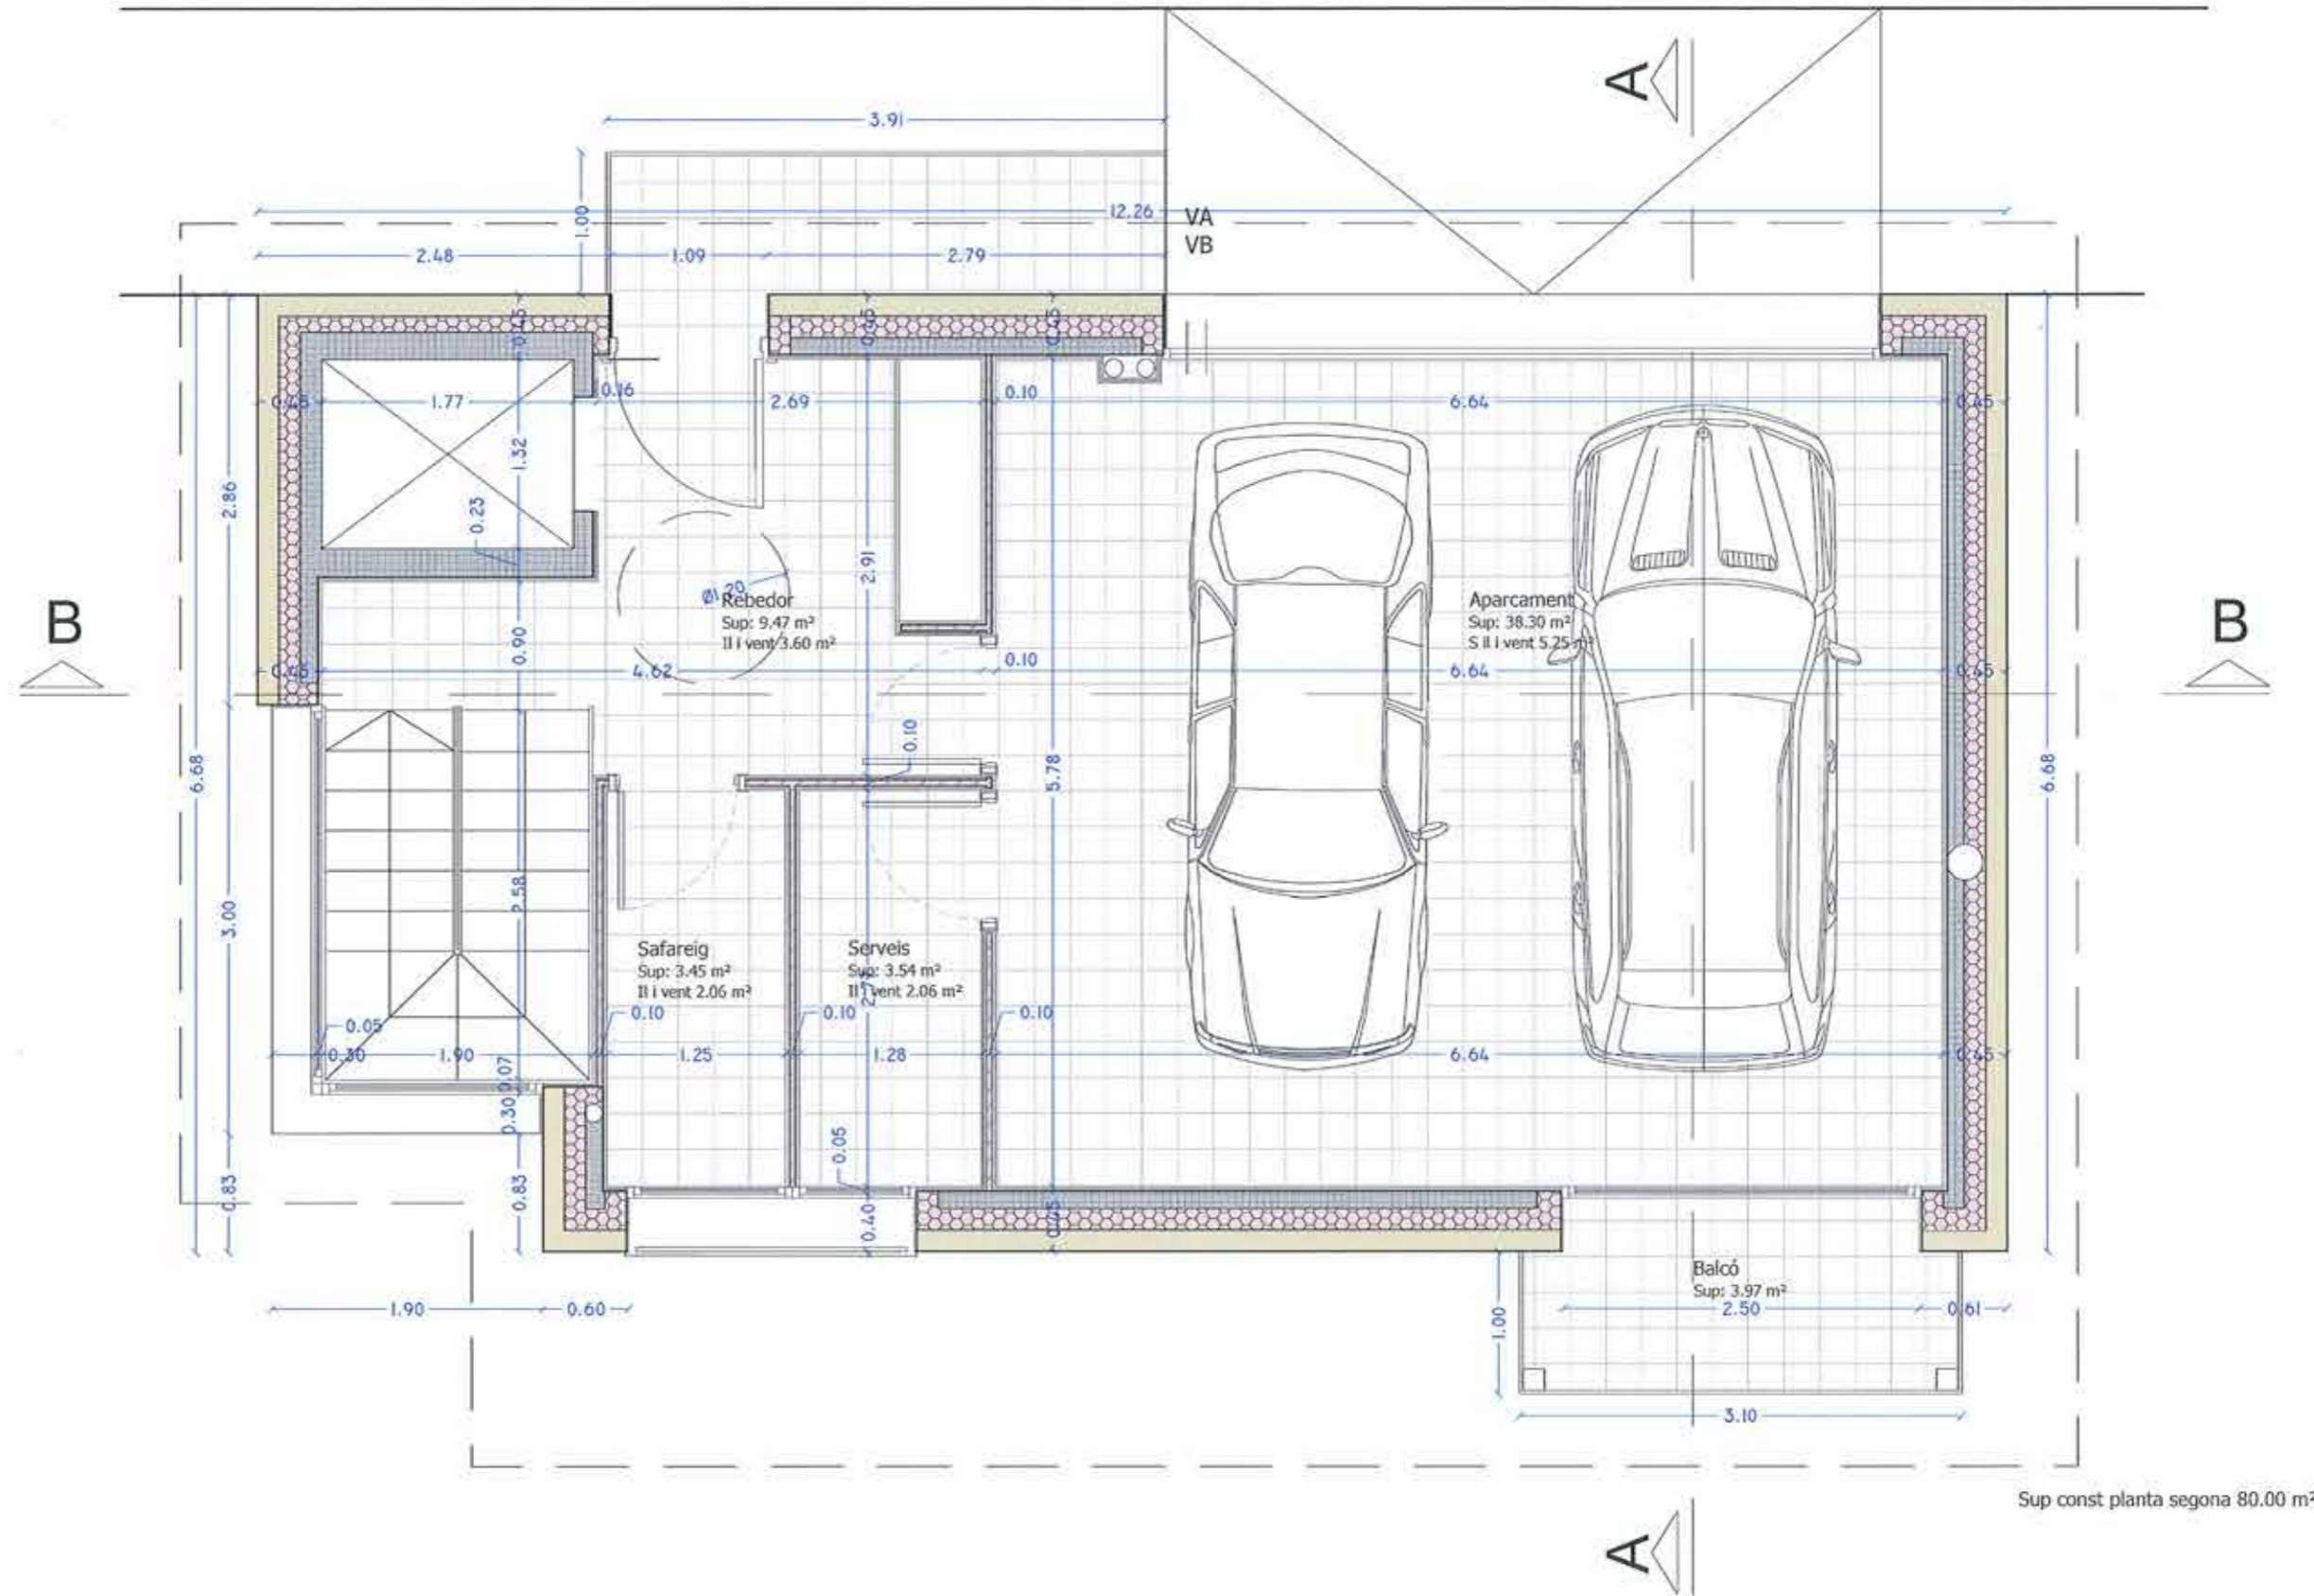 A
3.91
12.26
1.00
VA
VB
2.48
1.09
2.79
0.45
0.45
0.45
0.45
1.77
0.16
2.69
0.10
6.64
0.45
1.32
2.86
0.23
2.91
Ø1.20
Rebedor
Sup: 9.47 m²
Il i vent 3.60 m²
Aparcament
Sup: 38.30 m²
S il i vent 5.25 m²
B
B
0.90
0.45
4.62
0.10
6.64
0.45
0.10
6.68
5.78
6.68
3.00
2.58
Safareig
Sup: 3.45 m²
Il i vent 2.06 m²
Serveis
Sup: 3.54 m²
Il i vent 2.06 m²
0.05
0.10
0.10
0.10
0.30
1.90
1.25
1.28
6.64
0.45
0.07
0.30
0.05
0.83
0.83
0.40
0.45
Balcó
Sup: 3.97 m²
1.90
0.60
2.50
0.61
1.00
3.10
Sup const planta segona 80.00 m²
A